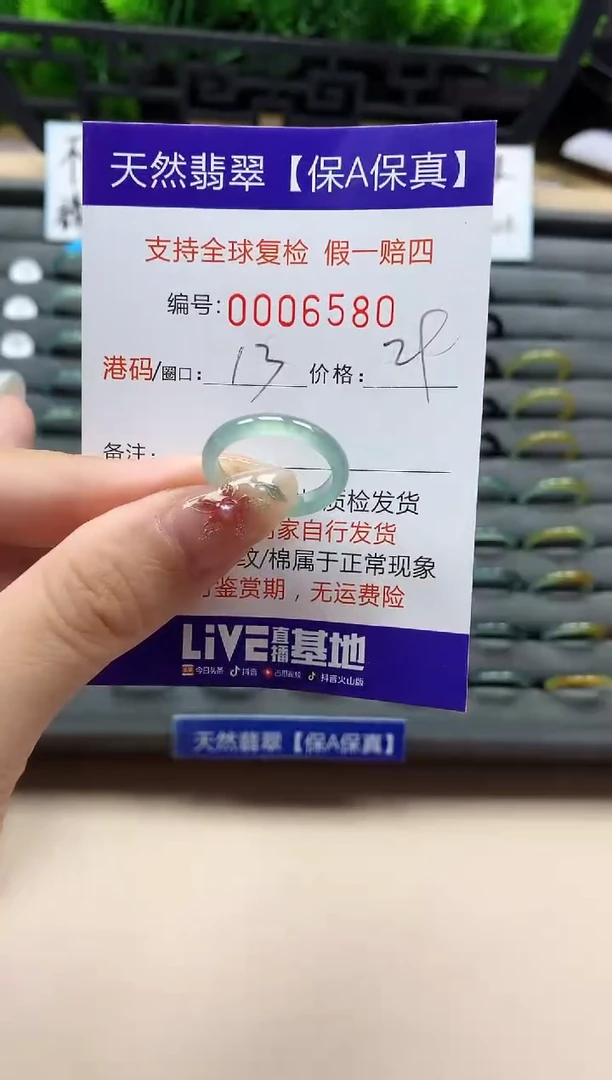 天然翡翠【保A保真】
支持全球复检 假一赔四
编号:0006580
港码/圈口: 13 价格:
备注:
质检发货
家自行发货
纹/棉属于正常现象
鉴赏期，无运费险
LiVE直播基地
今日头条 抖音 西瓜视频 抖音火山版
天然翡翠【保A保真】